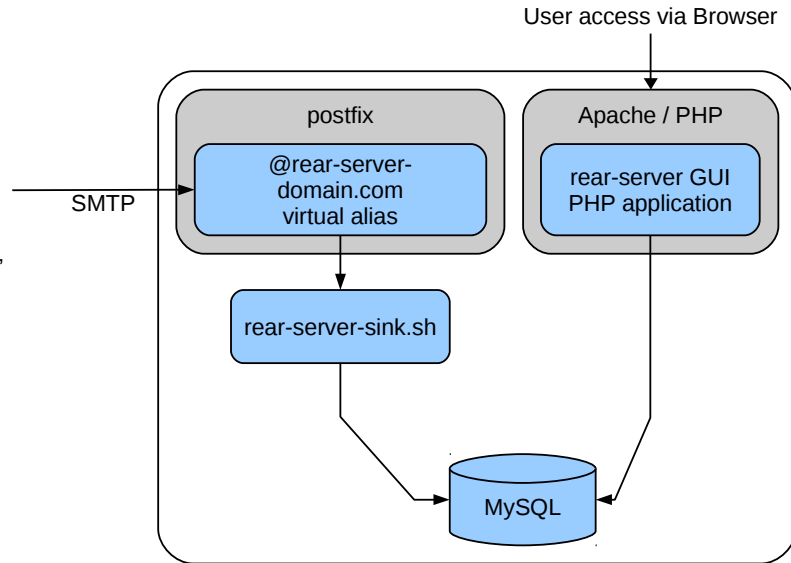 User access via Browser
postfix
Apache / PHP
@rear-server-
domain.com
virtual alias
rear-server GUI
PHP application
SMTP
,
rear-server-sink.sh
MySQL